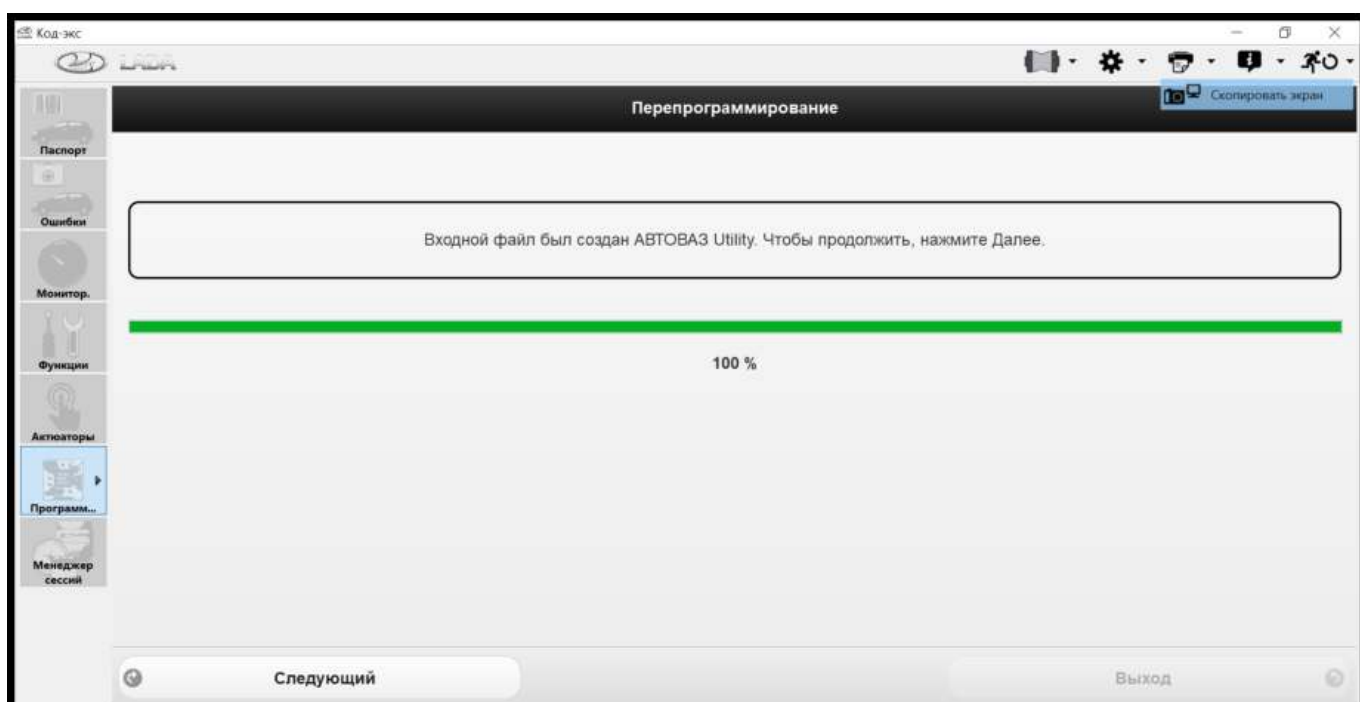 Код-экс
LADA
Скопировать экран
Перепрограммирование
Паспорт
Ошибки
Монитор.
Функции
Актюаторы
Программ...
Менеджер
сессий
Входной файл был создан АВТОВАЗ Utility. Чтобы продолжить, нажмите Далее.
100 %
Следующий
Выход